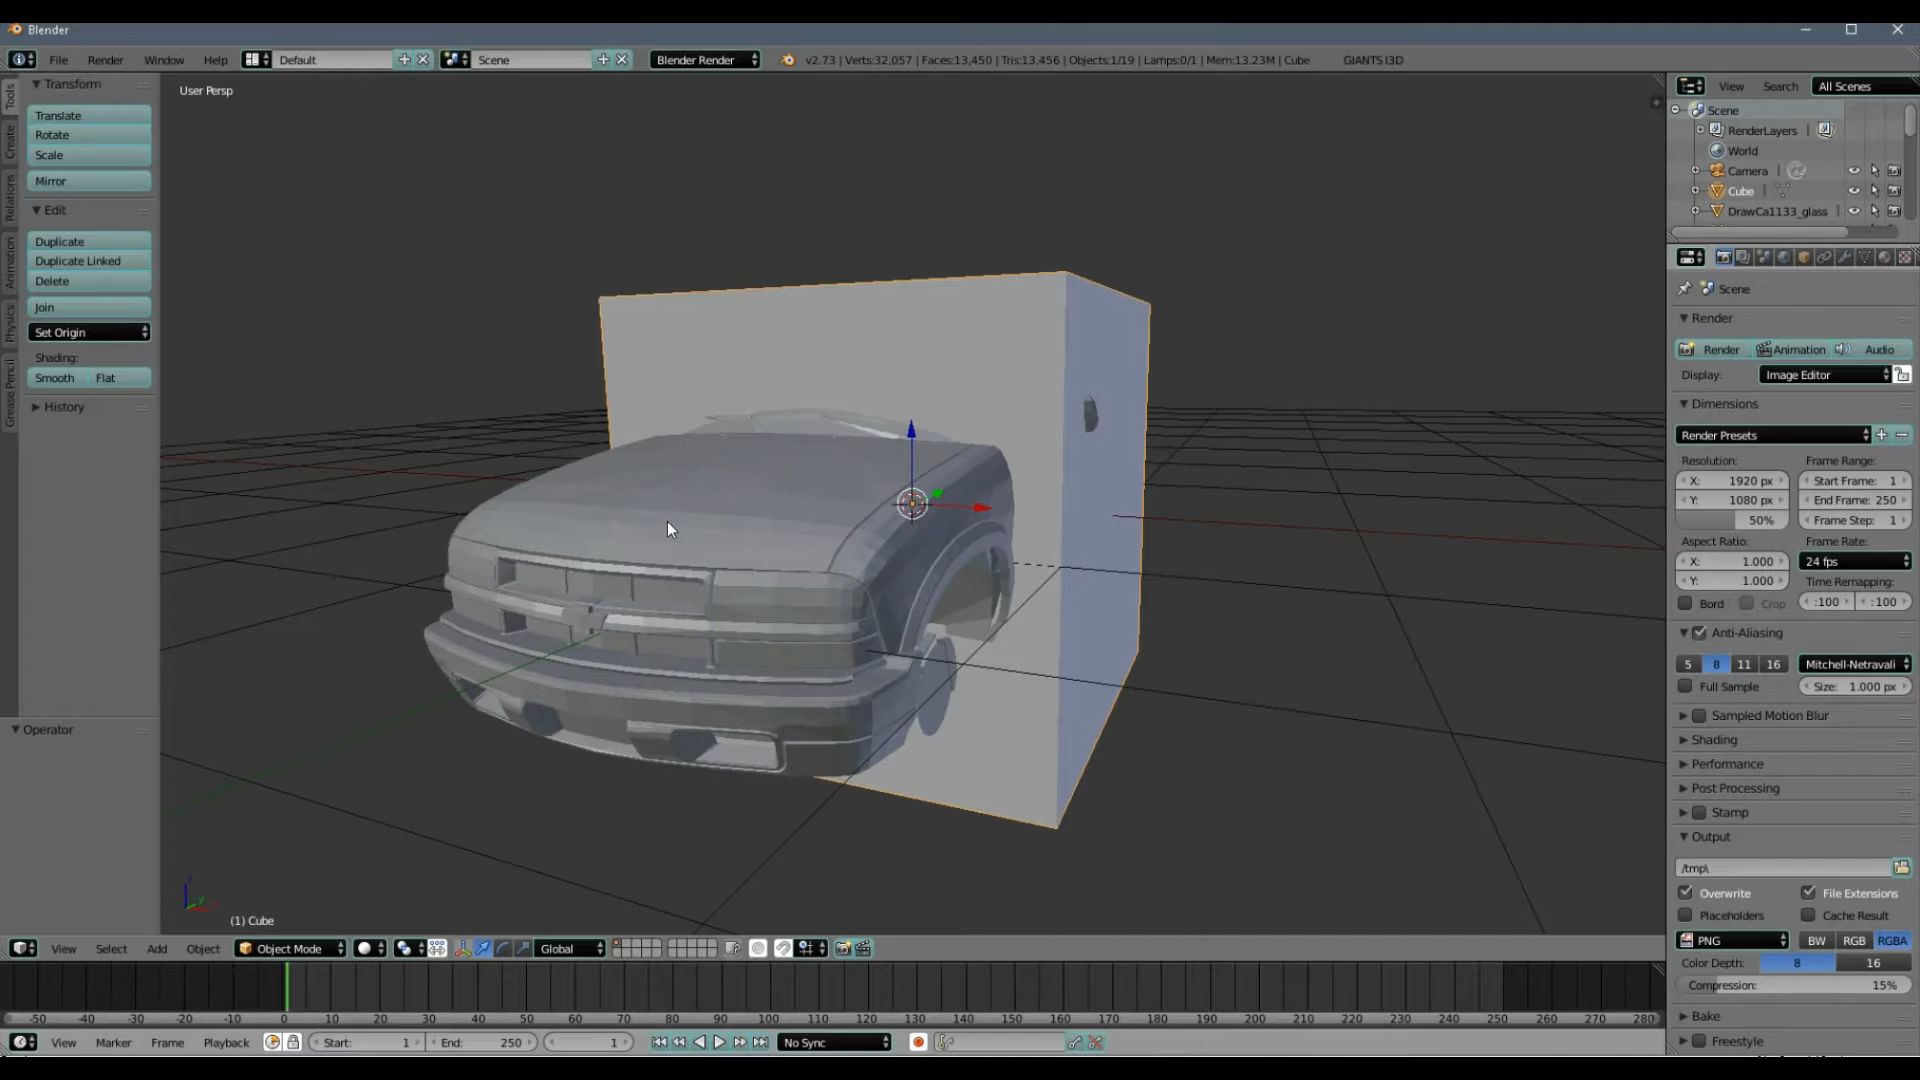 Blender
File Render Window Help Default Scene Blender Render v2.73 | Verts:32,057 | Faces:13,450 | Tris:13,456 | Objects:1/19 | Lamps:0/1 | Mem:13.23M | Cube GIANTS I3D
Tools
Create
Relations
Animation
Physics
Grease Pencil
Transform
Translate
Rotate
Scale
Mirror
Edit
Duplicate
Duplicate Linked
Delete
Join
Set Origin
Shading:
Smooth Flat
History
Operator
User Persp
(1) Cube
View Search All Scenes
Scene
RenderLayers
World
Camera
Cube
DrawCa1133_glass
Scene
Render
Render Animation Audio
Display: Image Editor
Dimensions
Render Presets
Resolution: Frame Range:
X: 1920 px Start Frame: 1
Y: 1080 px End Frame: 250
50% Frame Step: 1
Aspect Ratio: Frame Rate:
X: 1.000 24 fps
Y: 1.000 Time Remapping:
Bord Crop :100 :100
Anti-Aliasing
5 8 11 16 Mitchell-Netravali
Full Sample Size: 1.000 px
Sampled Motion Blur
Shading
Performance
Post Processing
Stamp
Output
/tmp\
Overwrite File Extensions
Placeholders Cache Result
PNG BW RGB RGBA
Color Depth: 8 16
Compression: 15%
Bake
Freestyle
View Select Add Object Object Mode Global
-50 -40 -30 -20 -10 0 10 20 30 40 50 60 70 80 90 100 110 120 130 140 150 160 170 180 190 200 210 220 230 240 250 260 270 280
View Marker Frame Playback Start: 1 End: 250 1 No Sync